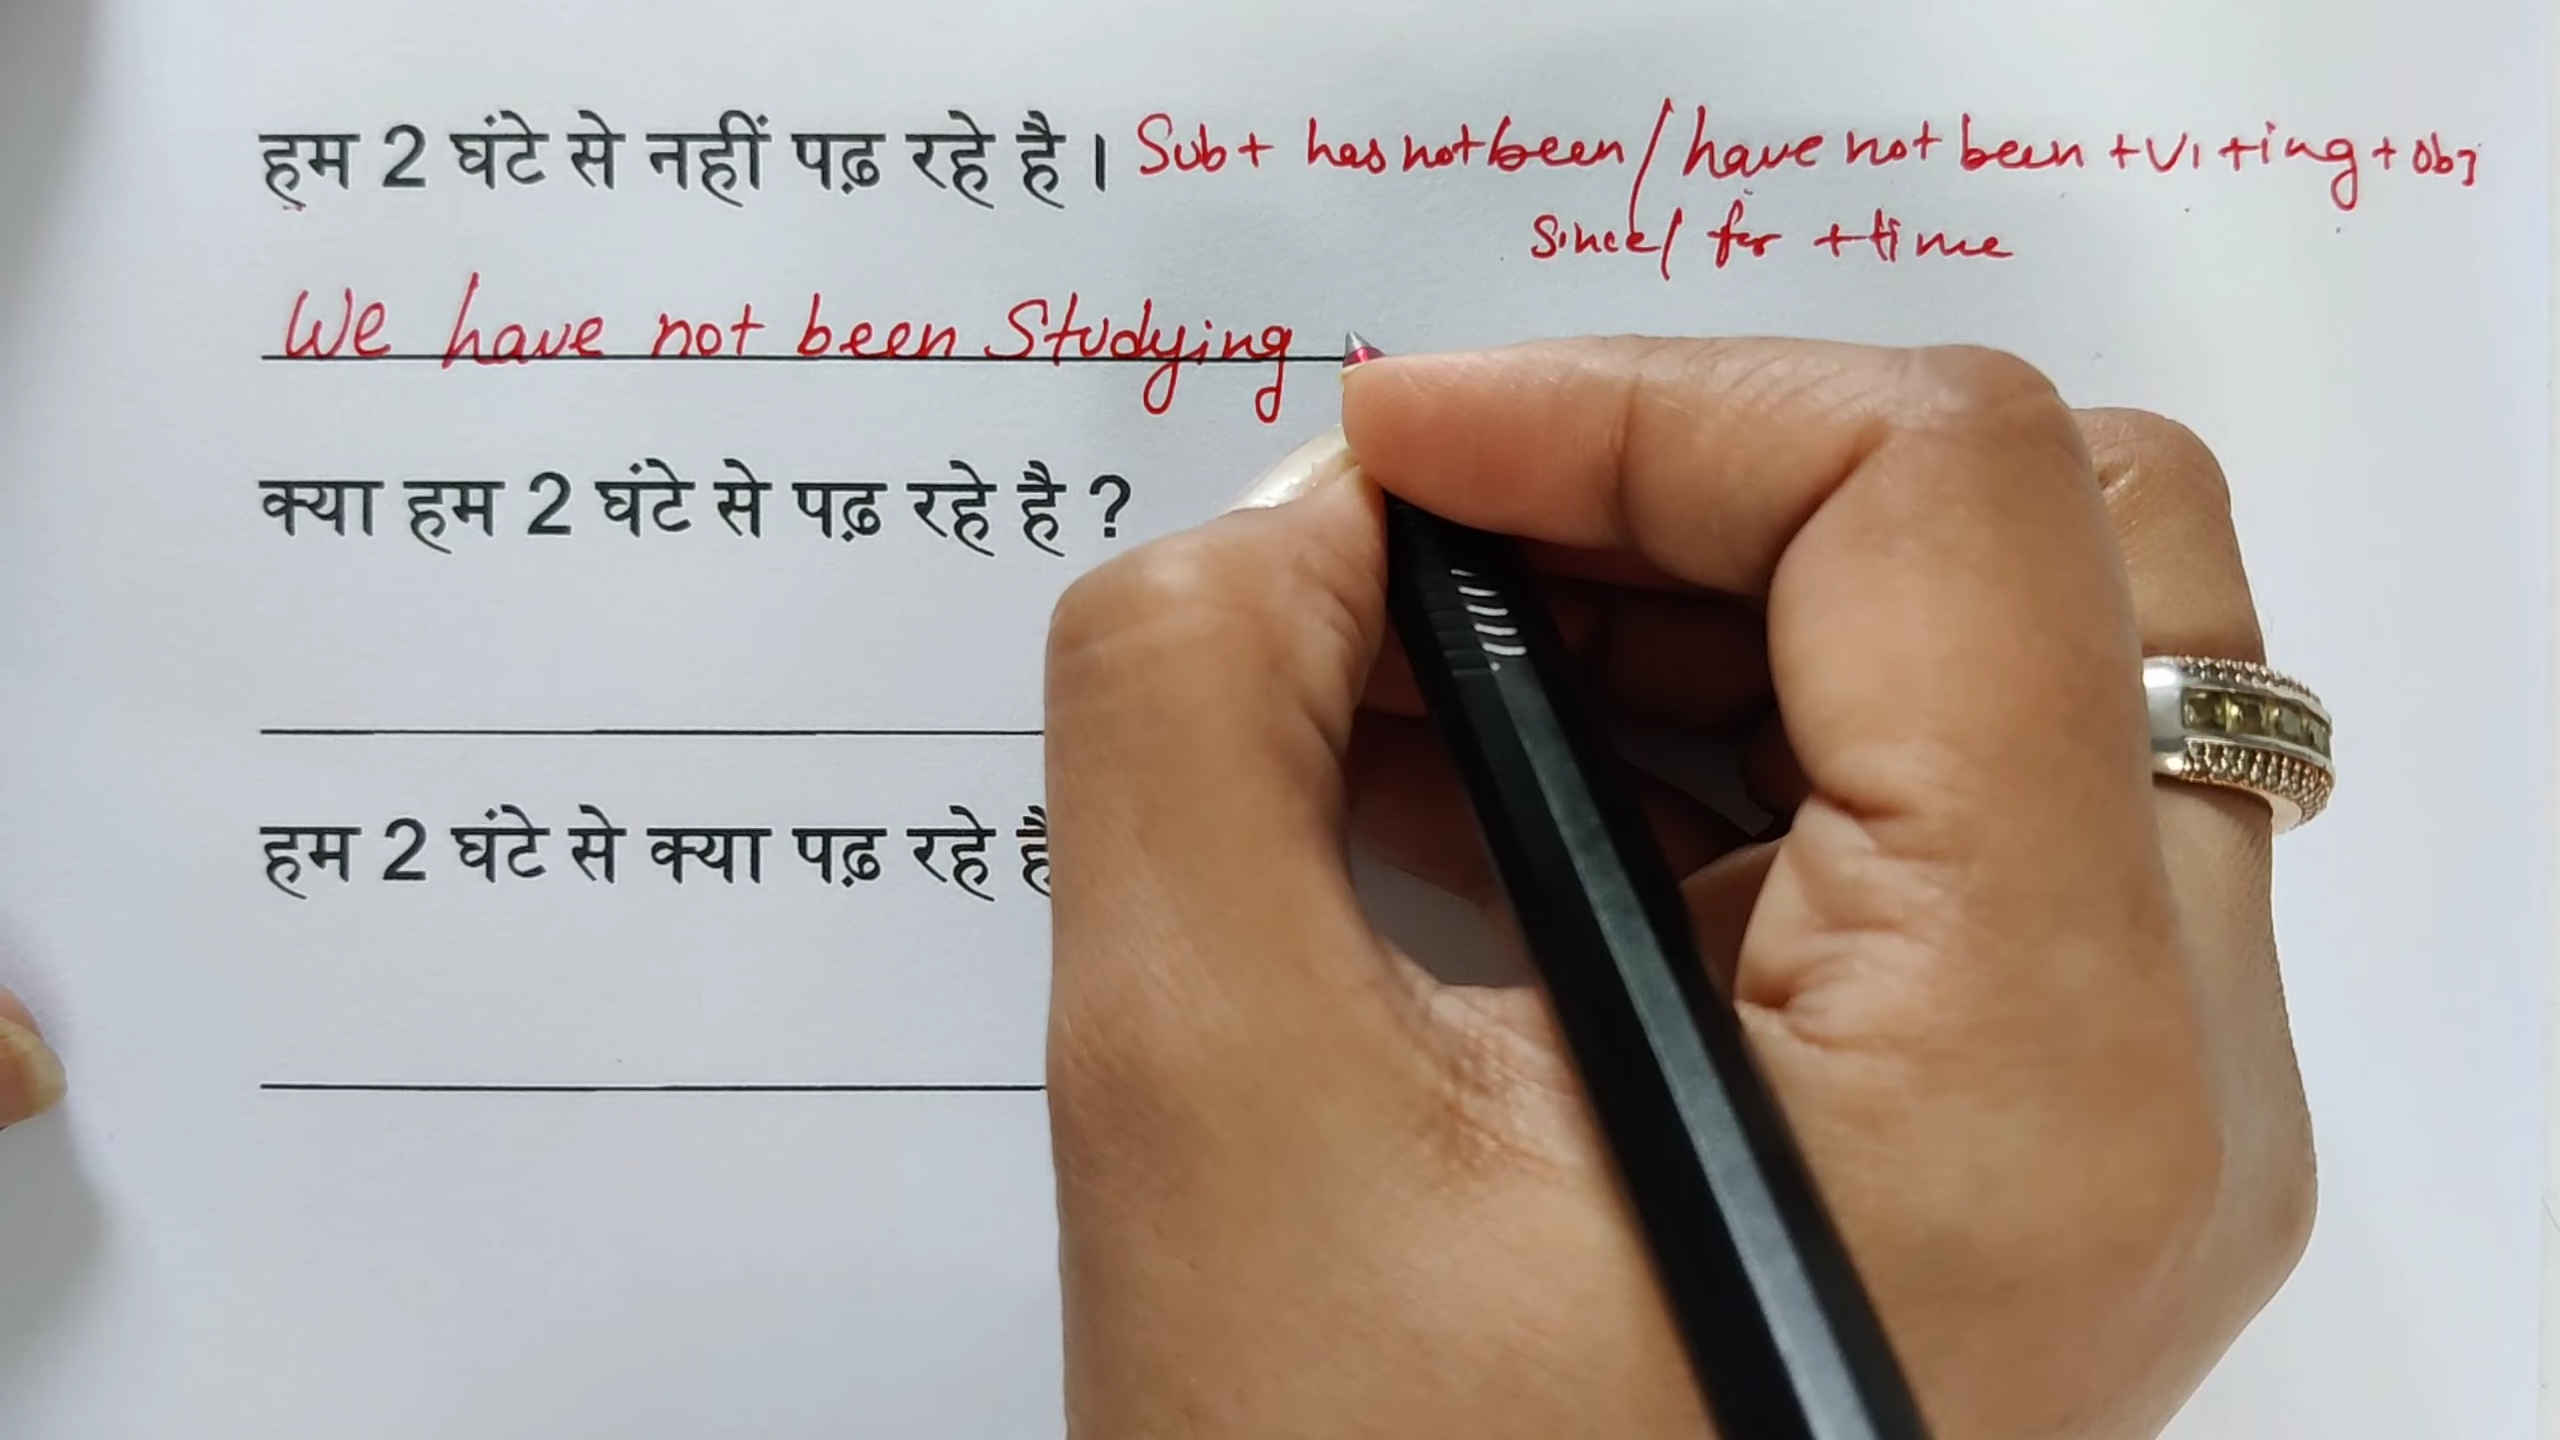 हम 2 घंटे से नहीं पढ़ रहे है । Sub + has not been / have not been + V1 + ing + obj
since / for + time
We have not been Studying
क्या हम 2 घंटे से पढ़ रहे है ?
हम 2 घंटे से क्या पढ़ रहे है